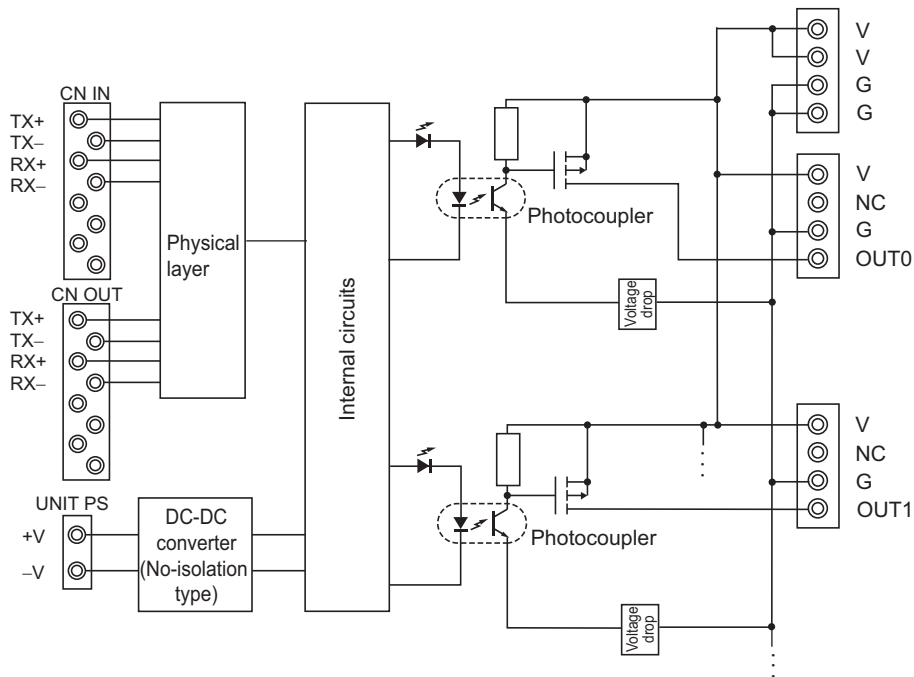 CN IN
TX+
TX–
RX+
RX–
CN OUT
TX+
TX–
RX+
RX–
UNIT PS
+V
–V
Physical
layer
DC-DC
converter
(No-isolation
type)
Internal circuits
Photocoupler
Voltage
drop
Photocoupler
Voltage
drop
V
V
G
G
V
NC
G
OUT0
V
NC
G
OUT1